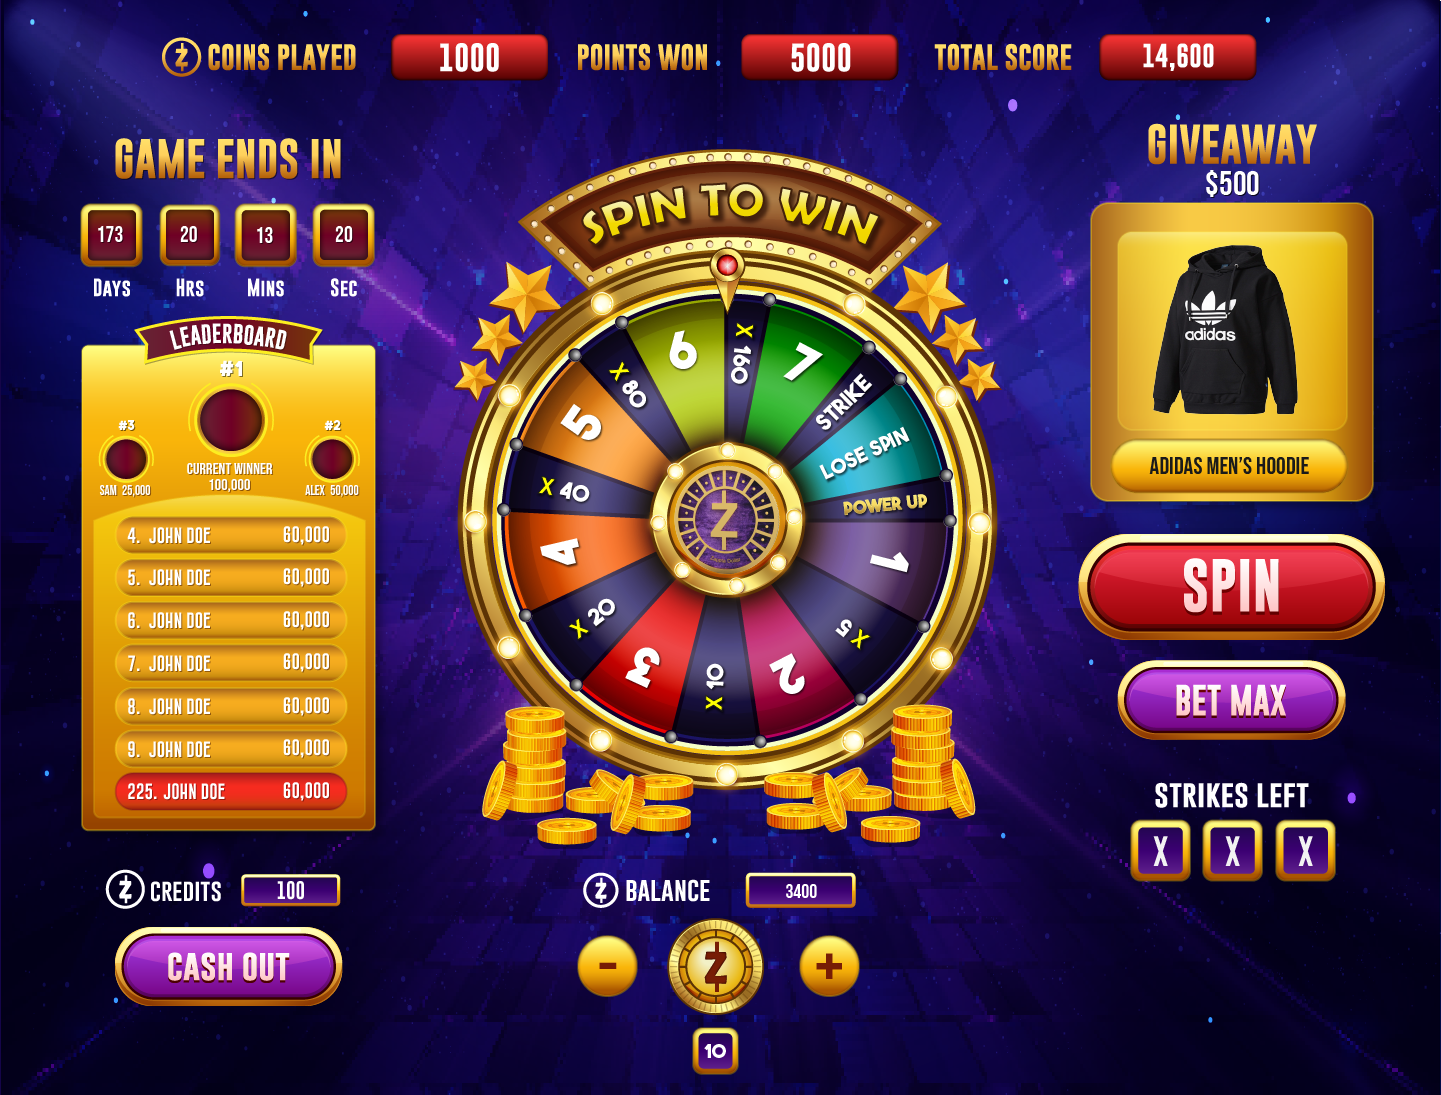 COINS PLAYED 1000 POINTS WON 5000 TOTAL SCORE 14,600
GAME ENDS IN
173 20 13 20
DAYS HRS MINS SEC
LEADERBOARD
#1
#3 #2
CURRENT WINNER
100,000
SAM 25,000 ALEX 50,000
4. JOHN DOE 60,000
5. JOHN DOE 60,000
6. JOHN DOE 60,000
7. JOHN DOE 60,000
8. JOHN DOE 60,000
9. JOHN DOE 60,000
225. JOHN DOE 60,000
CREDITS 100
CASH OUT
SPIN TO WIN
X 160
7
STRIKE
LOSE SPIN
POWER UP
1
X 5
2
X 10
3
X 20
4
X 40
5
X 80
6
Z
BALANCE 3400
- Z +
10
GIVEAWAY
$500
adidas
ADIDAS MEN'S HOODIE
SPIN
BET MAX
STRIKES LEFT
X X X